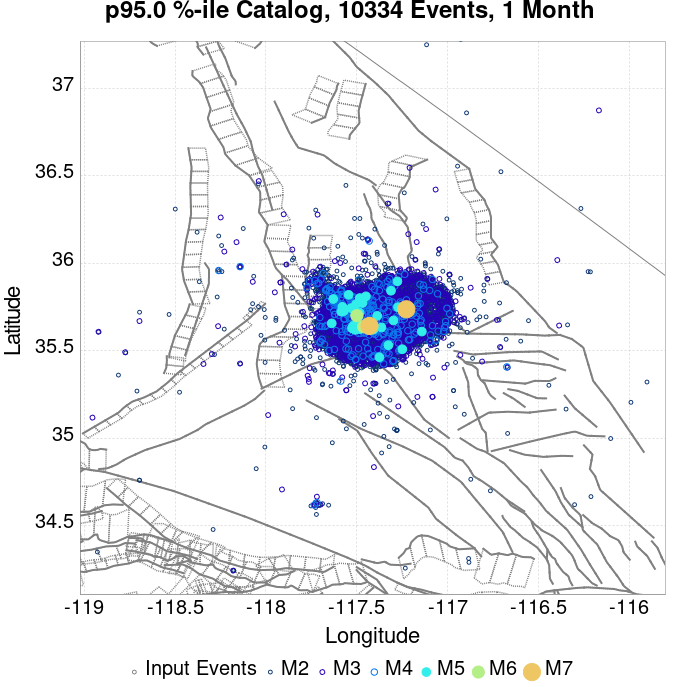 p95.0 %-ile Catalog, 10334 Events, 1 Month
37
36.5
36
35.5
35
34.5
Latitude
-119 -118.5 -118 -117.5 -117 -116.5 -116
Longitude
Input Events M2 M3 M4 M5 M6 M7